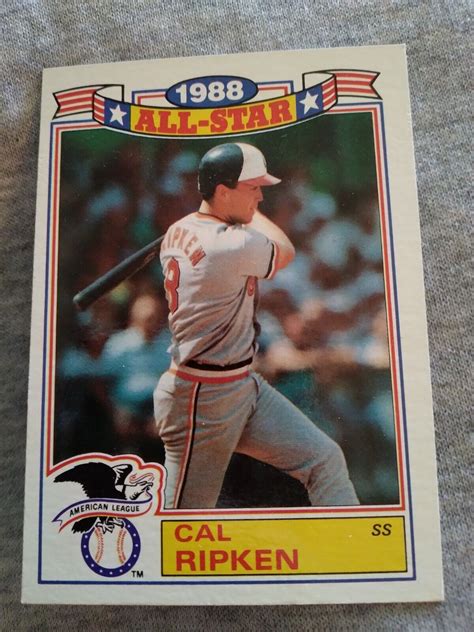 1988
ALL-STAR
RIPKEN
8
AMERICAN LEAGUE
TM
CAL
RIPKEN
SS